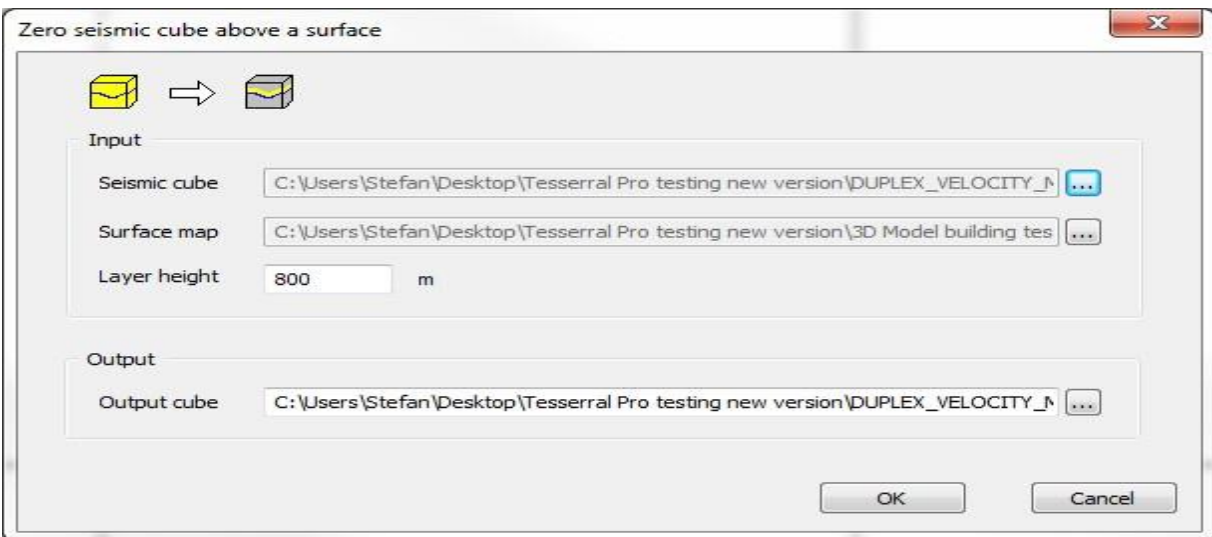 Zero seismic cube above a surface
Input
Seismic cube C:\Users\Stefan\Desktop\Tesserral Pro testing new version\DUPLEX_VELOCITY_ ...
Surface map C:\Users\Stefan\Desktop\Tesserral Pro testing new version\3D Model building tes ...
Layer height 800 m
Output
Output cube C:\Users\Stefan\Desktop\Tesserral Pro testing new version\DUPLEX_VELOCITY_ ...
OK Cancel